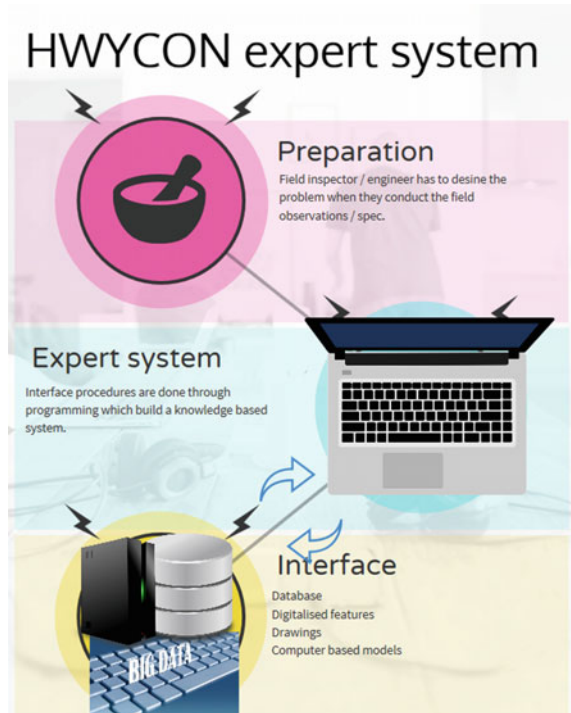 HWYCON expert system
Preparation
Field inspector / engineer has to desine the
problem when they conduct the field
observations / spec.
Expert system
Interface procedures are done through
programming which build a knowledge based
system.
Interface
Database
Digitalised features
Drawings
Computer based models
BIG DATA